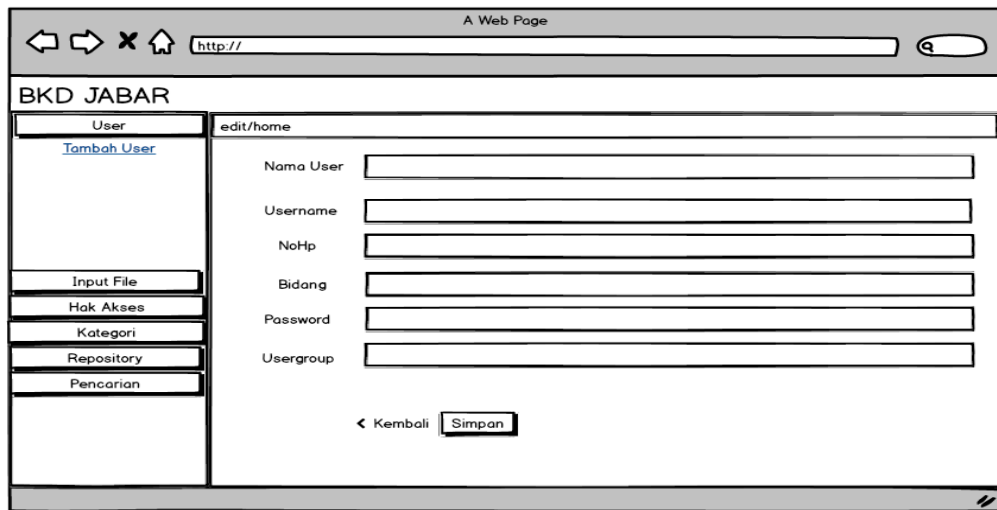 A Web Page
http://
BKD JABAR
User
Tambah User
Input File
Hak Akses
Kategori
Repository
Pencarian
edit/home
Nama User
Username
NoHp
Bidang
Password
Usergroup
< Kembali Simpan